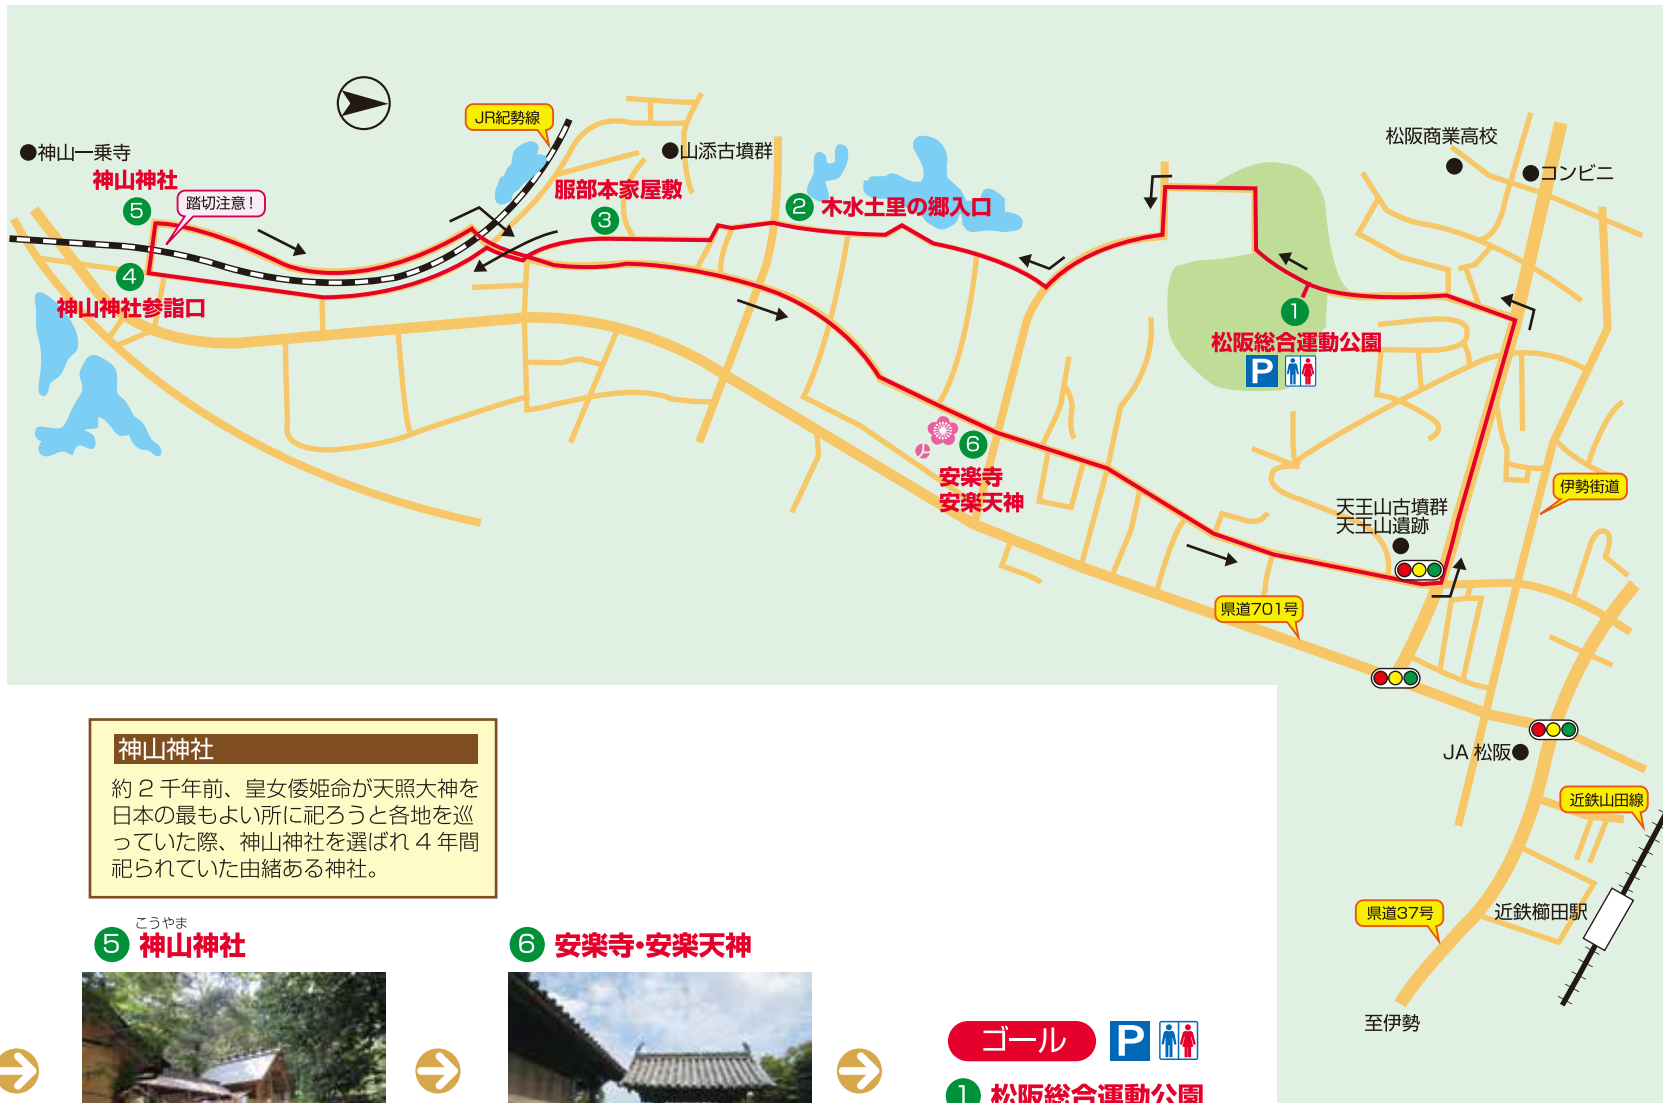 JR紀勢線
松阪商業高校
神山一乗寺
山添古墳群
コンビニ
神山神社
5
踏切注意!
服部本家屋敷
3
2 木水土里の郷入口
4
神山神社参詣口
1
松阪総合運動公園
P
6
安楽寺
安楽天神
伊勢街道
天王山古墳群
天王山遺跡
県道701号
JA 松阪
近鉄山田線
県道37号
近鉄櫛田駅
至伊勢
神山神社
約2千年前、皇女倭姫命が天照大神を
日本の最もよい所に祀ろうと各地を巡
っていた際、神山神社を選ばれ4年間
祀られていた由緒ある神社。
こうやま
5 神山神社
6 安楽寺・安楽天神
ゴール P
1 松阪総合運動公園